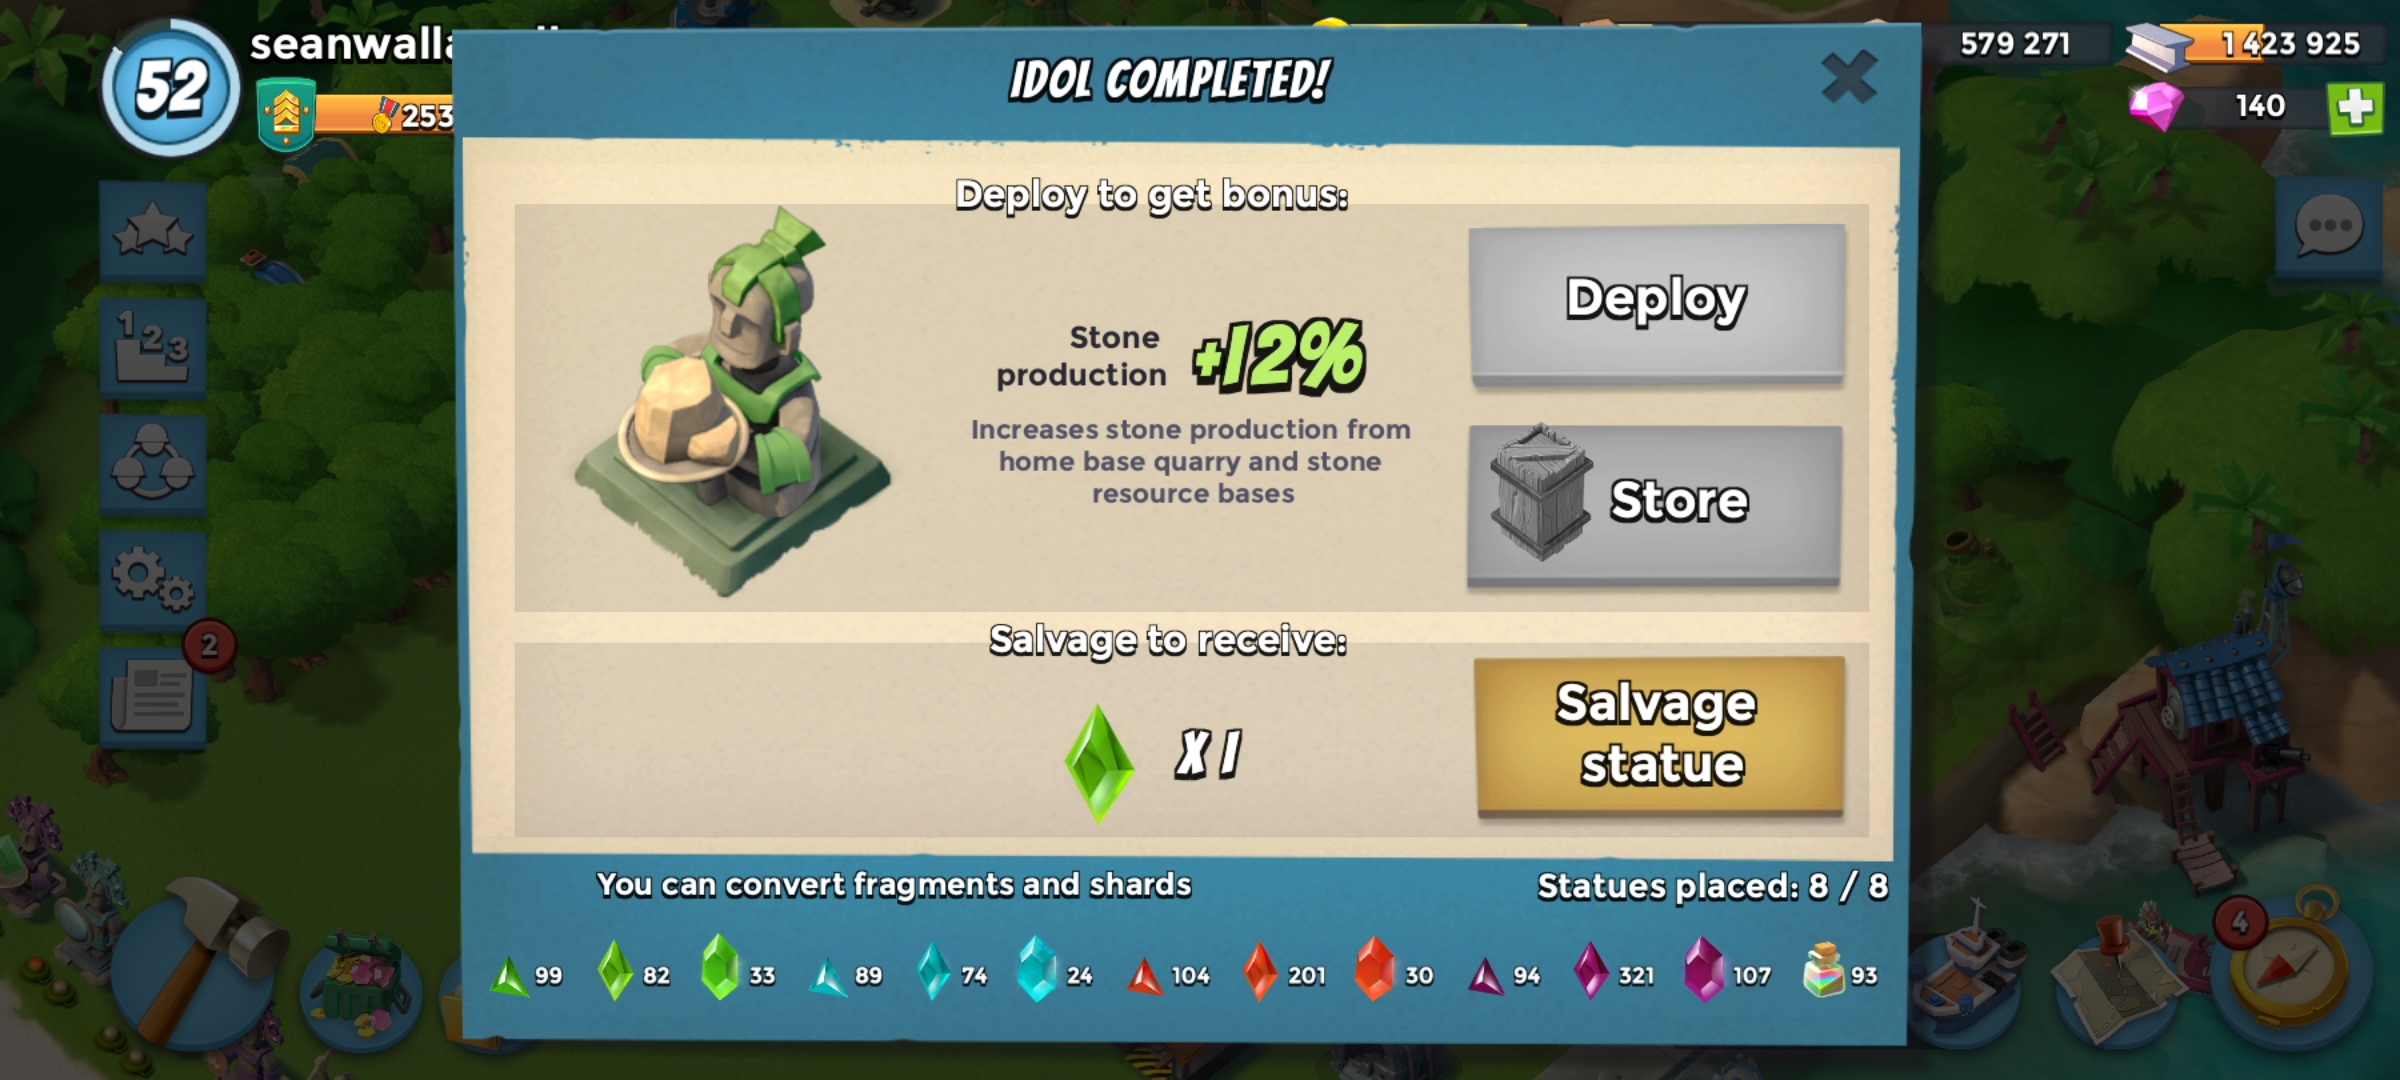 52
253
IDOL COMPLETED!
579 271
1 423 925
140
Deploy to get bonus:
Stone
production
+12%
Increases stone production from
home base quarry and stone
resource bases
Deploy
Store
1 2 3
2
Salvage to receive:
X 1
Salvage
statue
You can convert fragments and shards
Statues placed: 8 / 8
99 82 33 89 74 24 104 201 30 94 321 107 93
4